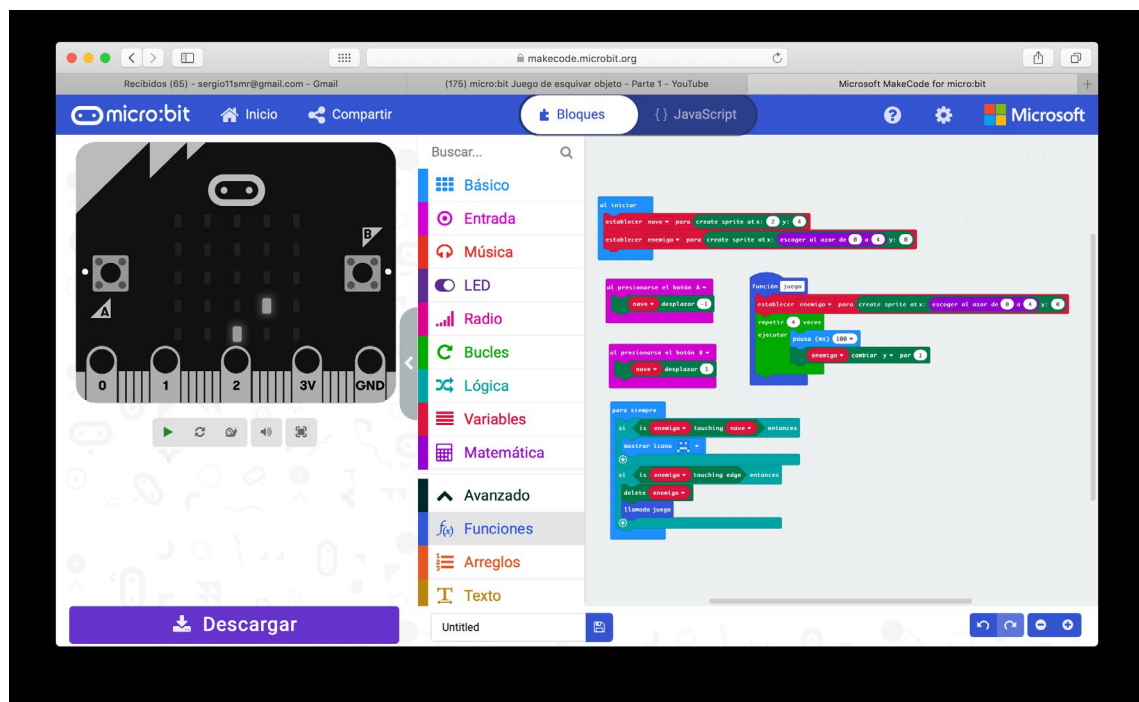 makecode.microbit.org
Recibidos (65) - sergio11smr@gmail.com - Gmail
(175) micro:bit Juego de esquivar objeto - Parte 1 - YouTube
Microsoft MakeCode for micro:bit
micro:bit
Inicio
Compartir
Bloques
{} JavaScript
?
Microsoft
B
A
0 1 2 3V GND
Descargar
Buscar...
Básico
Entrada
Música
LED
Radio
Bucles
Lógica
Variables
Matemática
Avanzado
f(x) Funciones
Arreglos
Texto
Untitled
al iniciar
establecer nave para create sprite at x: 2 y: 4
establecer enemigo para create sprite at x: escoger al azar de 0 a 4 y: 0
al presionarse el botón A
nave desplazar -1
al presionarse el botón B
nave desplazar 1
Función juego
establecer enemigo para create sprite at x: escoger al azar de 0 a 4 y: 0
repetir 4 veces
ejecutar pausa (ms) 100
enemigo cambiar y por 1
para siempre
si is enemigo touching nave entonces
mostrar icono
si is enemigo touching edge entonces
delete enemigo
llamada juego